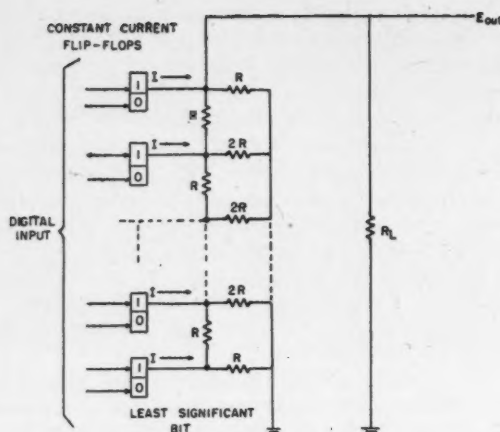 CONSTANT CURRENT
FLIP-FLOPS
E out
I
R
1
0
R
I
2R
1
0
R
DIGITAL
INPUT
2R
RL
I
2R
1
0
R
I
R
1
0
LEAST SIGNIFICANT
BIT